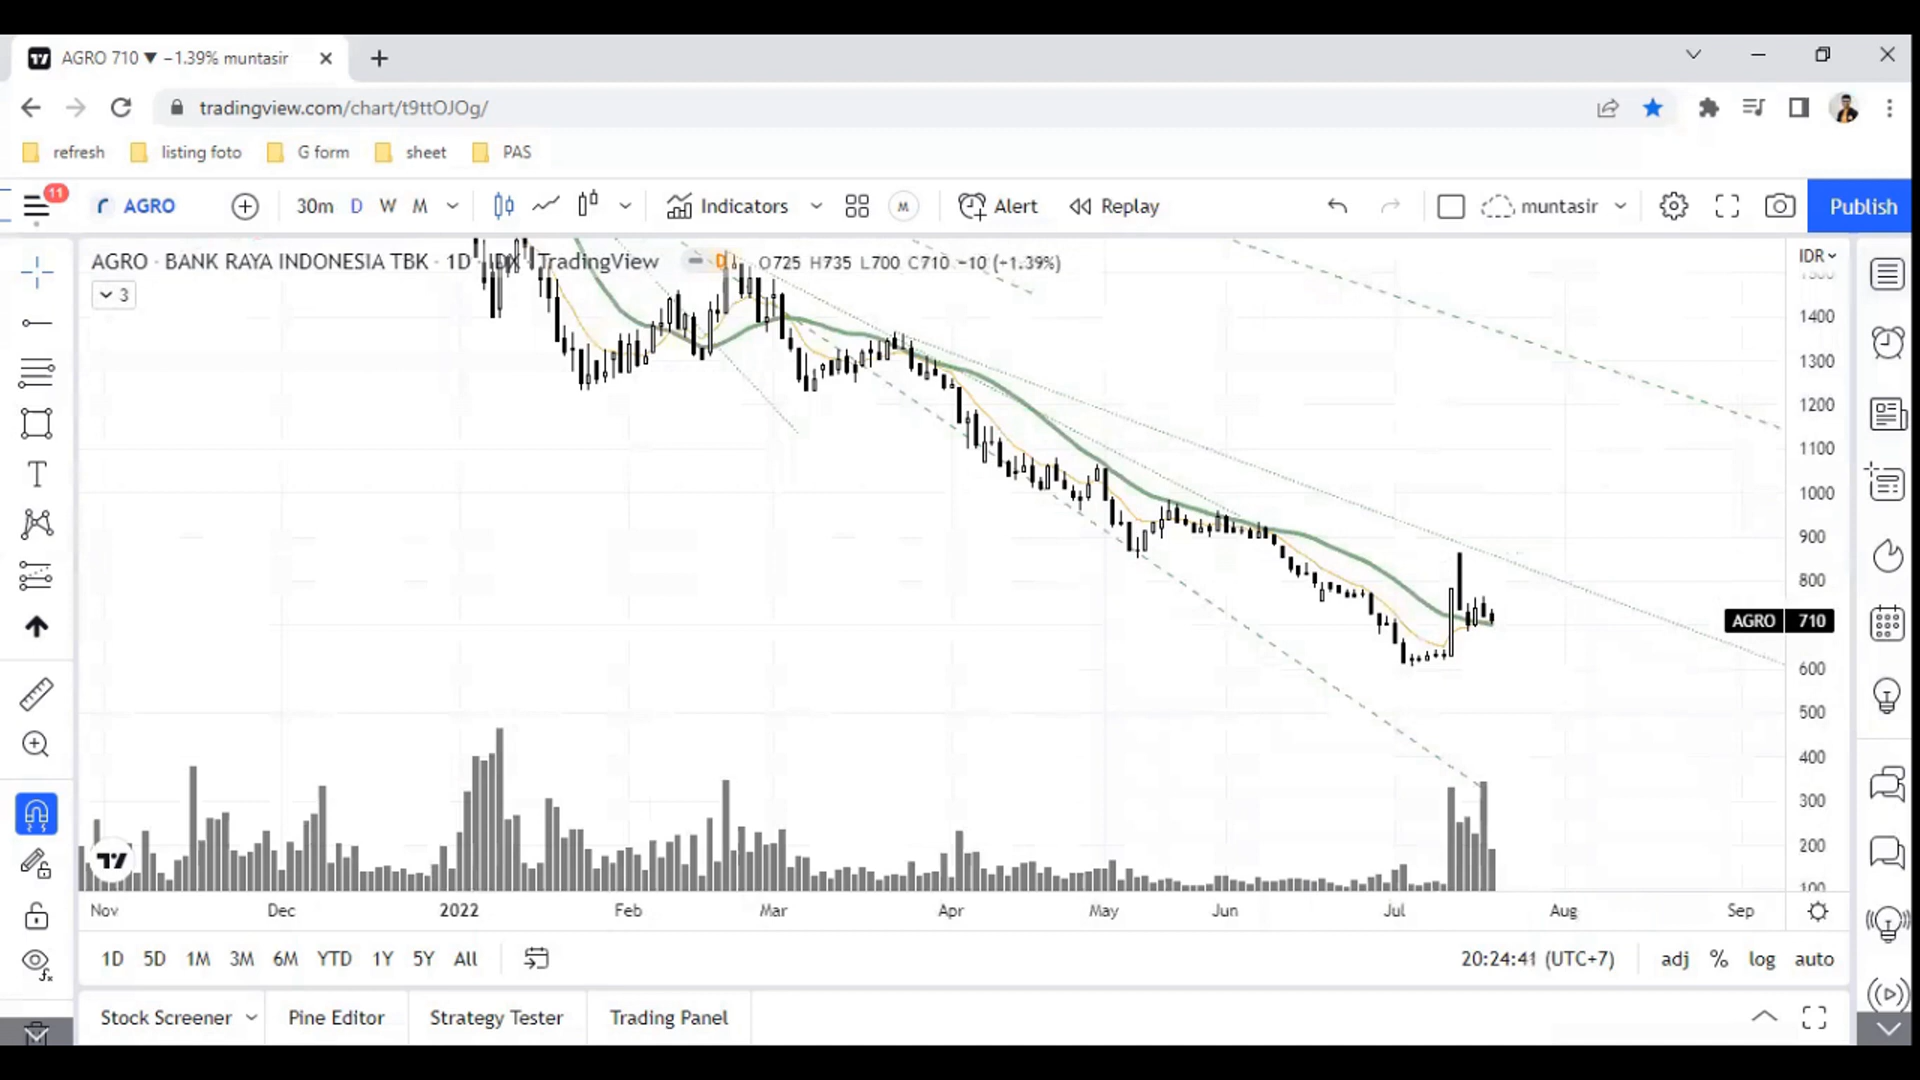 AGRO 710 ▼ −1.39% muntasir
tradingview.com/chart/t9ttOJOg/
refresh listing foto G form sheet PAS
11
AGRO 30m D W M Indicators M Alert Replay muntasir Publish
AGRO · BANK RAYA INDONESIA TBK · 1D · IDX TradingView D O725 H735 L700 C710 −10 (−1.39%) IDR
3
1500
1400
1300
1200
1100
1000
900
800
AGRO 710
600
500
400
300
200
100
Nov Dec 2022 Feb Mar Apr May Jun Jul Aug Sep
1D 5D 1M 3M 6M YTD 1Y 5Y All 20:24:41 (UTC+7) adj % log auto
Stock Screener Pine Editor Strategy Tester Trading Panel